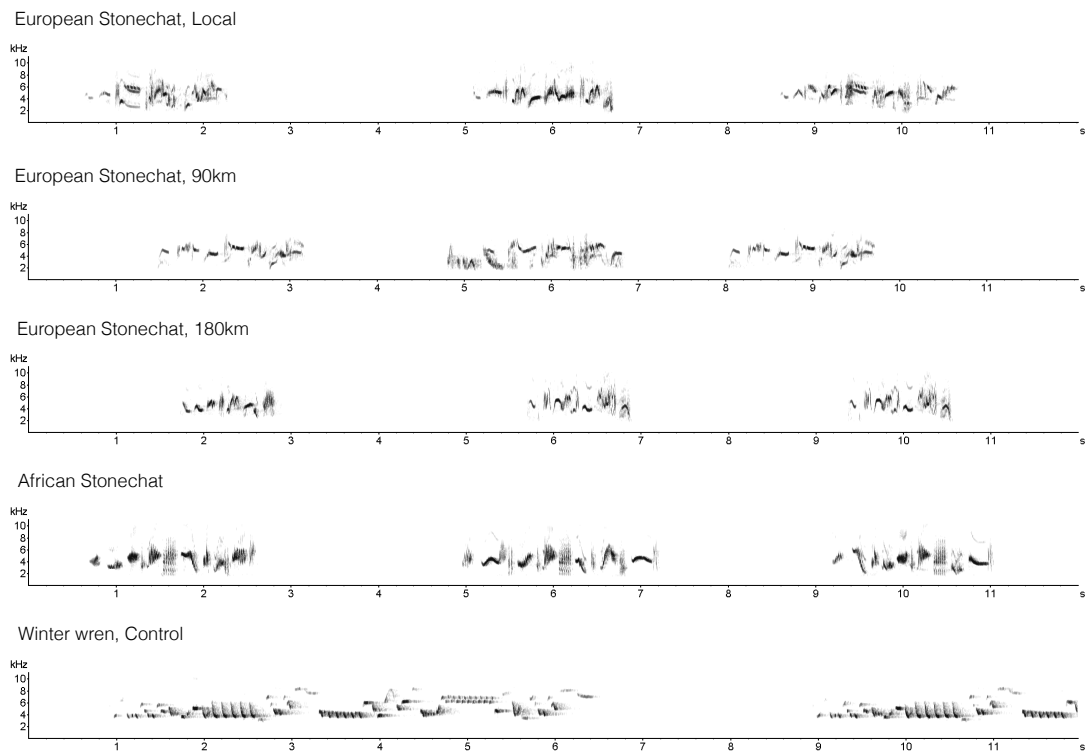 European Stonechat, Local
kHz
10
8
6
4
2
1 2 3 4 5 6 7 8 9 10 11 s
European Stonechat, 90km
kHz
10
8
6
4
2
1 2 3 4 5 6 7 8 9 10 11 s
European Stonechat, 180km
kHz
10
8
6
4
2
1 2 3 4 5 6 7 8 9 10 11 s
African Stonechat
kHz
10
8
6
4
2
1 2 3 4 5 6 7 8 9 10 11 s
Winter wren, Control
kHz
10
8
6
4
2
1 2 3 4 5 6 7 8 9 10 11 s